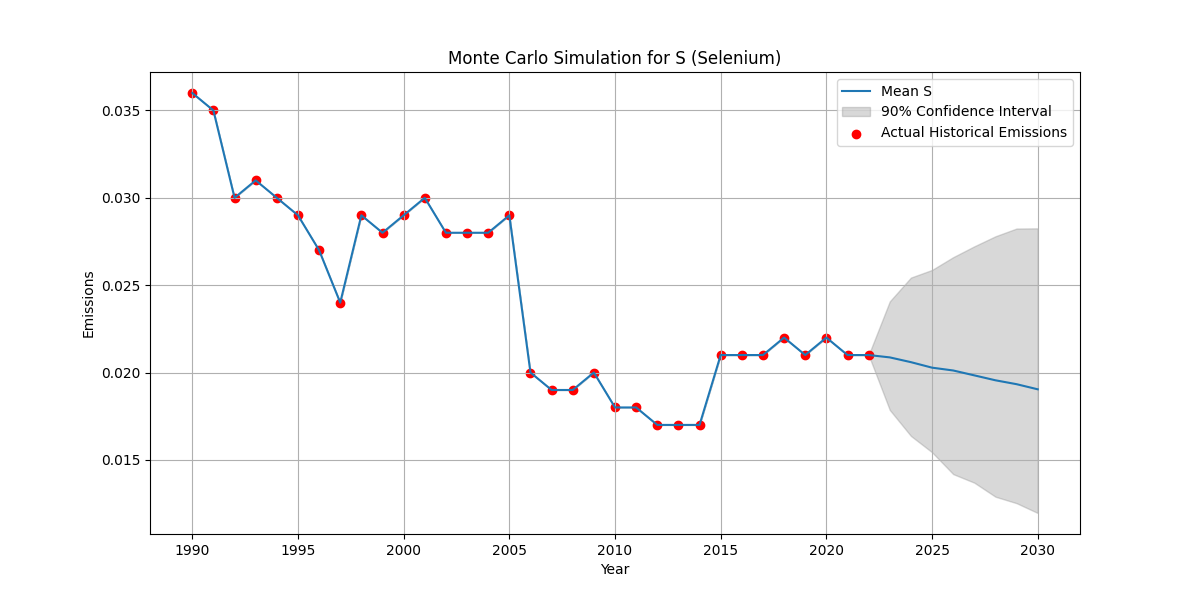 Monte Carlo Simulation for S (Selenium)
Mean S
90% Confidence Interval
Actual Historical Emissions
0.035
0.030
0.025
0.020
0.015
Emissions
1990 1995 2000 2005 2010 2015 2020 2025 2030
Year